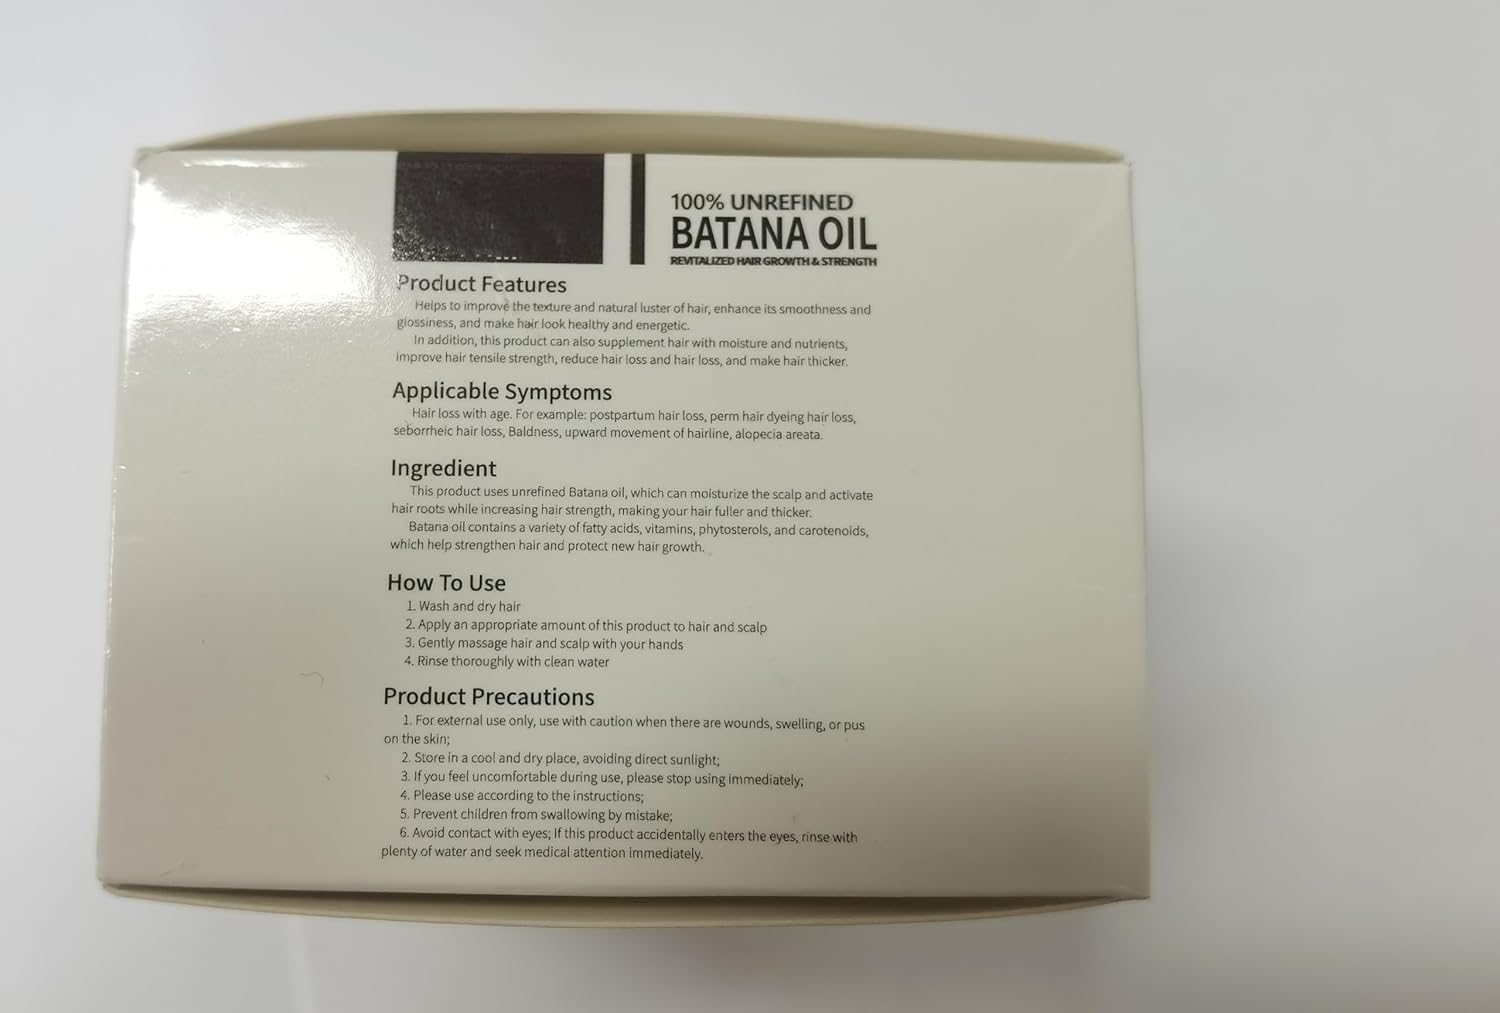 100% UNREFINED
BATANA OIL
REVITALIZED HAIR GROWTH & STRENGTH
Product Features
Helps to improve the texture and natural luster of hair, enhance its smoothness and
glossiness, and make hair look healthy and energetic.
In addition, this product can also supplement hair with moisture and nutrients,
improve hair tensile strength, reduce hair loss and hair loss, and make hair thicker.
Applicable Symptoms
Hair loss with age. For example: postpartum hair loss, perm hair dyeing hair loss,
seborrheic hair loss, Baldness, upward movement of hairline, alopecia areata.
Ingredient
This product uses unrefined Batana oil, which can moisturize the scalp and activate
hair roots while increasing hair strength, making your hair fuller and thicker.
Batana oil contains a variety of fatty acids, vitamins, phytosterols, and carotenoids,
which help strengthen hair and protect new hair growth.
How To Use
1. Wash and dry hair
2. Apply an appropriate amount of this product to hair and scalp
3. Gently massage hair and scalp with your hands
4. Rinse thoroughly with clean water
Product Precautions
1. For external use only, use with caution when there are wounds, swelling, or pus
on the skin;
2. Store in a cool and dry place, avoiding direct sunlight;
3. If you feel uncomfortable during use, please stop using immediately;
4. Please use according to the instructions;
5. Prevent children from swallowing by mistake;
6. Avoid contact with eyes; If this product accidentally enters the eyes, rinse with
plenty of water and seek medical attention immediately.